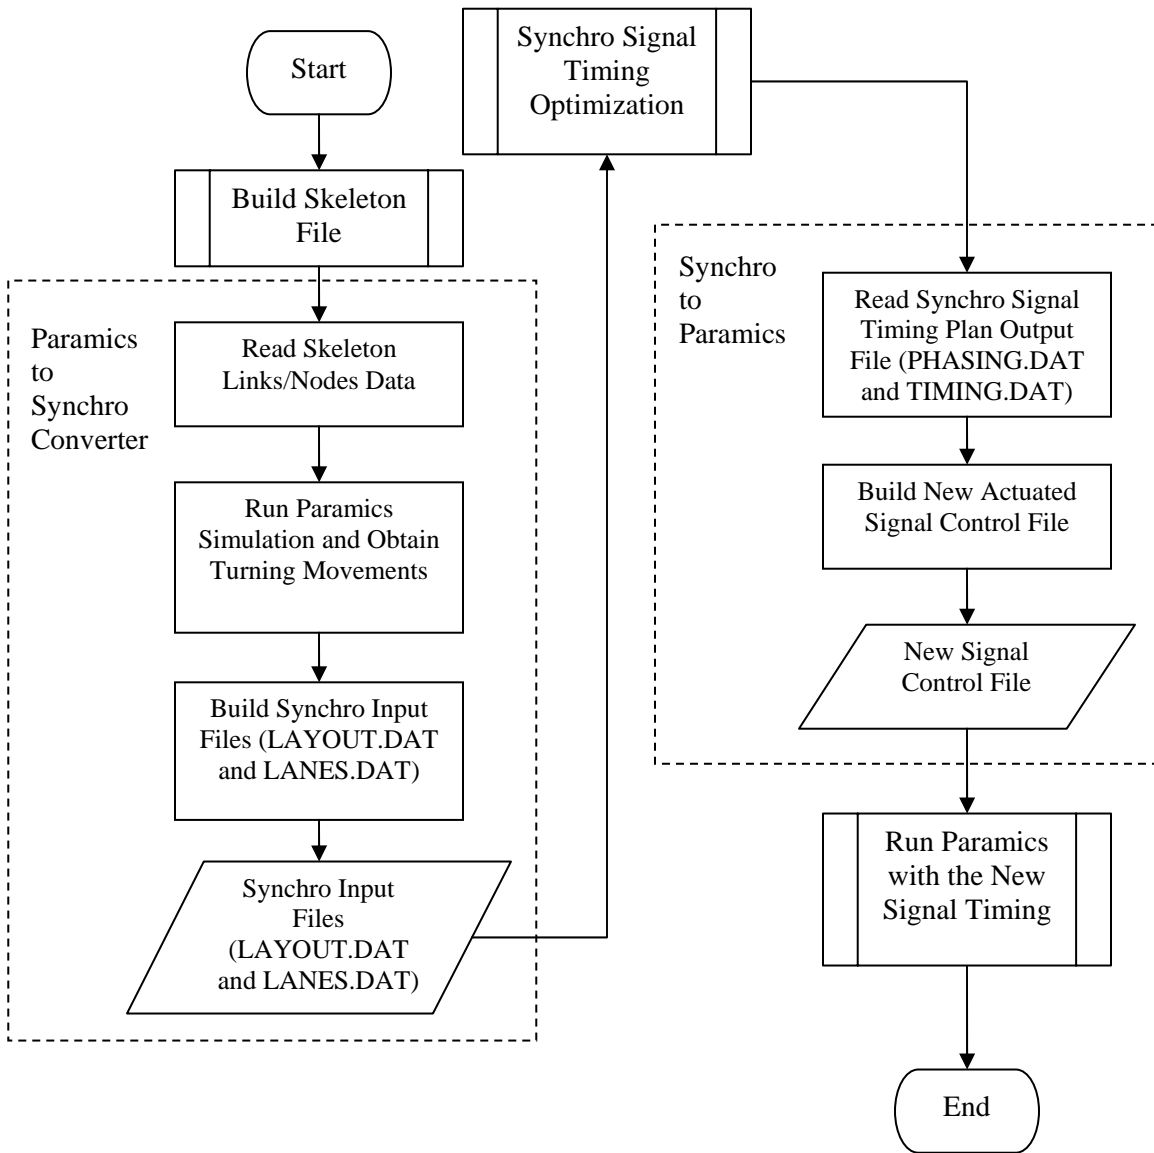 Start
Build Skeleton
File
Paramics
to
Synchro
Converter
Read Skeleton
Links/Nodes Data
Run Paramics
Simulation and Obtain
Turning Movements
Build Synchro Input
Files (LAYOUT.DAT
and LANES.DAT)
Synchro Input
Files
(LAYOUT.DAT
and LANES.DAT)
Synchro Signal
Timing
Optimization
Synchro
to
Paramics
Read Synchro Signal
Timing Plan Output
File (PHASING.DAT
and TIMING.DAT)
Build New Actuated
Signal Control File
New Signal
Control File
Run Paramics
with the New
Signal Timing
End